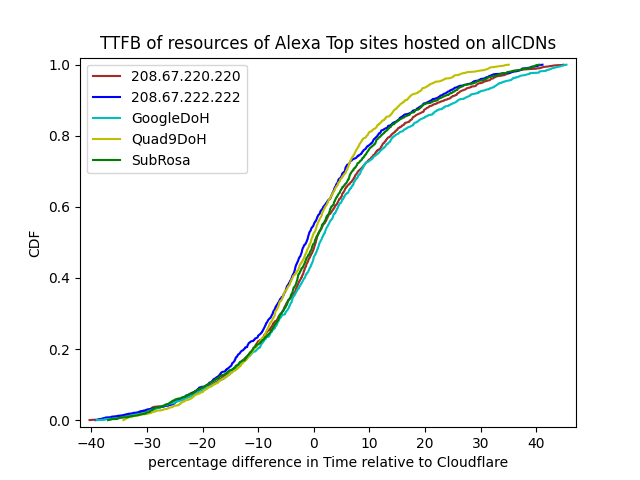 TTFB of resources of Alexa Top sites hosted on allCDNs
208.67.220.220
208.67.222.222
GoogleDoH
Quad9DoH
SubRosa
CDF
1.0
0.8
0.6
0.4
0.2
0.0
−40 −30 −20 −10 0 10 20 30 40
percentage difference in Time relative to Cloudflare